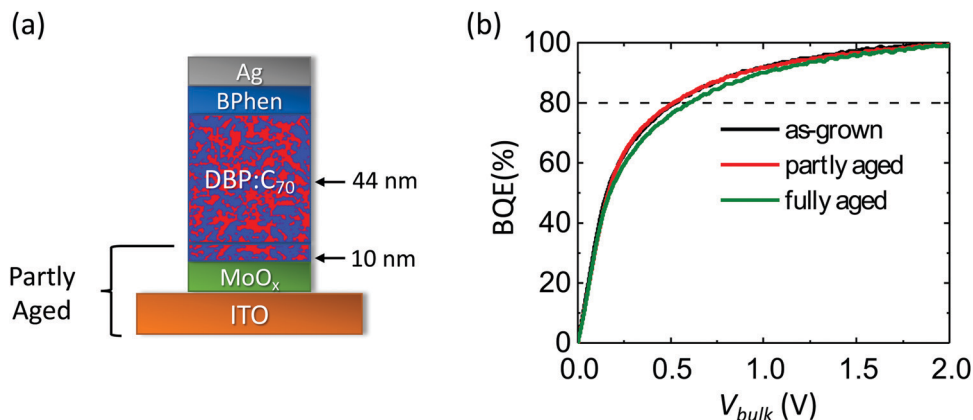 (a)
Ag
BPhen
DBP:C₇₀
44 nm
10 nm
MoOₓ
ITO
Partly
Aged
(b)
BQE(%)
100
80
60
40
20
0
as-grown
partly aged
fully aged
0.0
0.5
1.0
1.5
2.0
V_bulk (V)